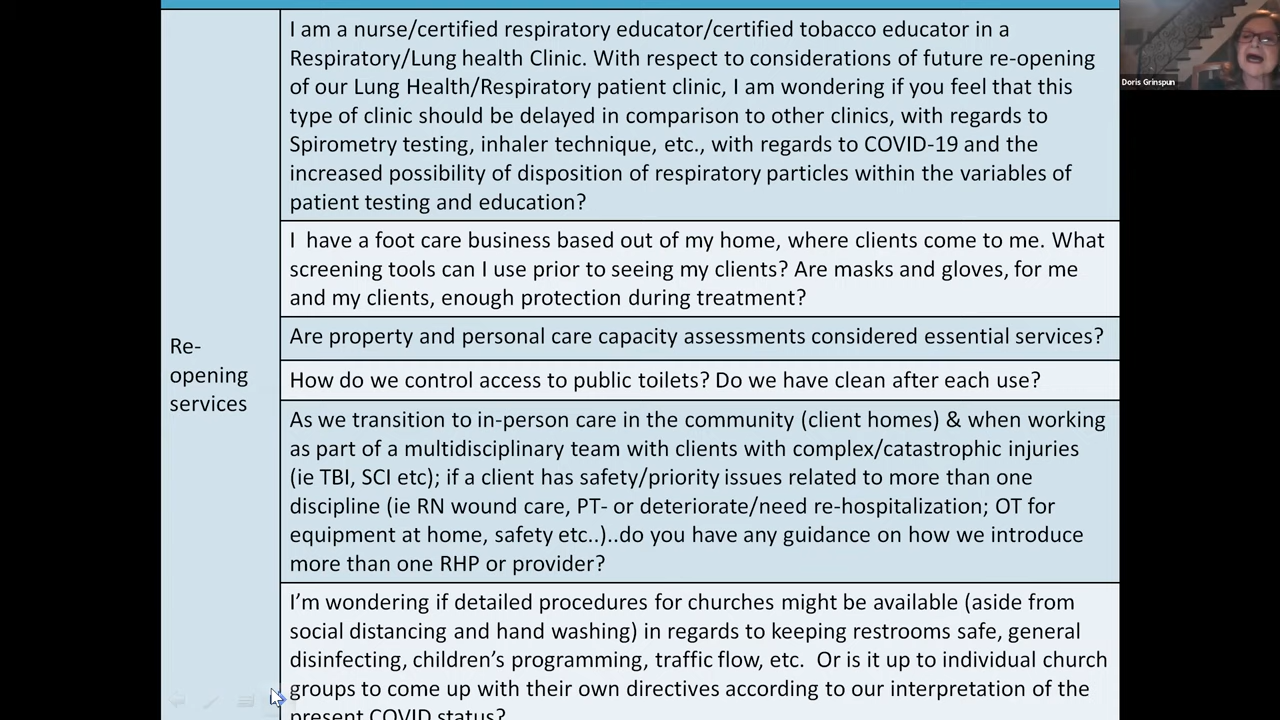 I am a nurse/certified respiratory educator/certified tobacco educator in a
Respiratory/Lung health Clinic. With respect to considerations of future re-opening
of our Lung Health/Respiratory patient clinic, I am wondering if you feel that this
type of clinic should be delayed in comparison to other clinics, with regards to
Spirometry testing, inhaler technique, etc., with regards to COVID-19 and the
increased possibility of disposition of respiratory particles within the variables of
patient testing and education?
I have a foot care business based out of my home, where clients come to me. What
screening tools can I use prior to seeing my clients? Are masks and gloves, for me
and my clients, enough protection during treatment?
Are property and personal care capacity assessments considered essential services?
Re-
opening
services
How do we control access to public toilets? Do we have clean after each use?
As we transition to in-person care in the community (client homes) & when working
as part of a multidisciplinary team with clients with complex/catastrophic injuries
(ie TBI, SCI etc); if a client has safety/priority issues related to more than one
discipline (ie RN wound care, PT- or deteriorate/need re-hospitalization; OT for
equipment at home, safety etc..)..do you have any guidance on how we introduce
more than one RHP or provider?
I'm wondering if detailed procedures for churches might be available (aside from
social distancing and hand washing) in regards to keeping restrooms safe, general
disinfecting, children's programming, traffic flow, etc. Or is it up to individual church
groups to come up with their own directives according to our interpretation of the
present COVID status?
Doris Grinspun